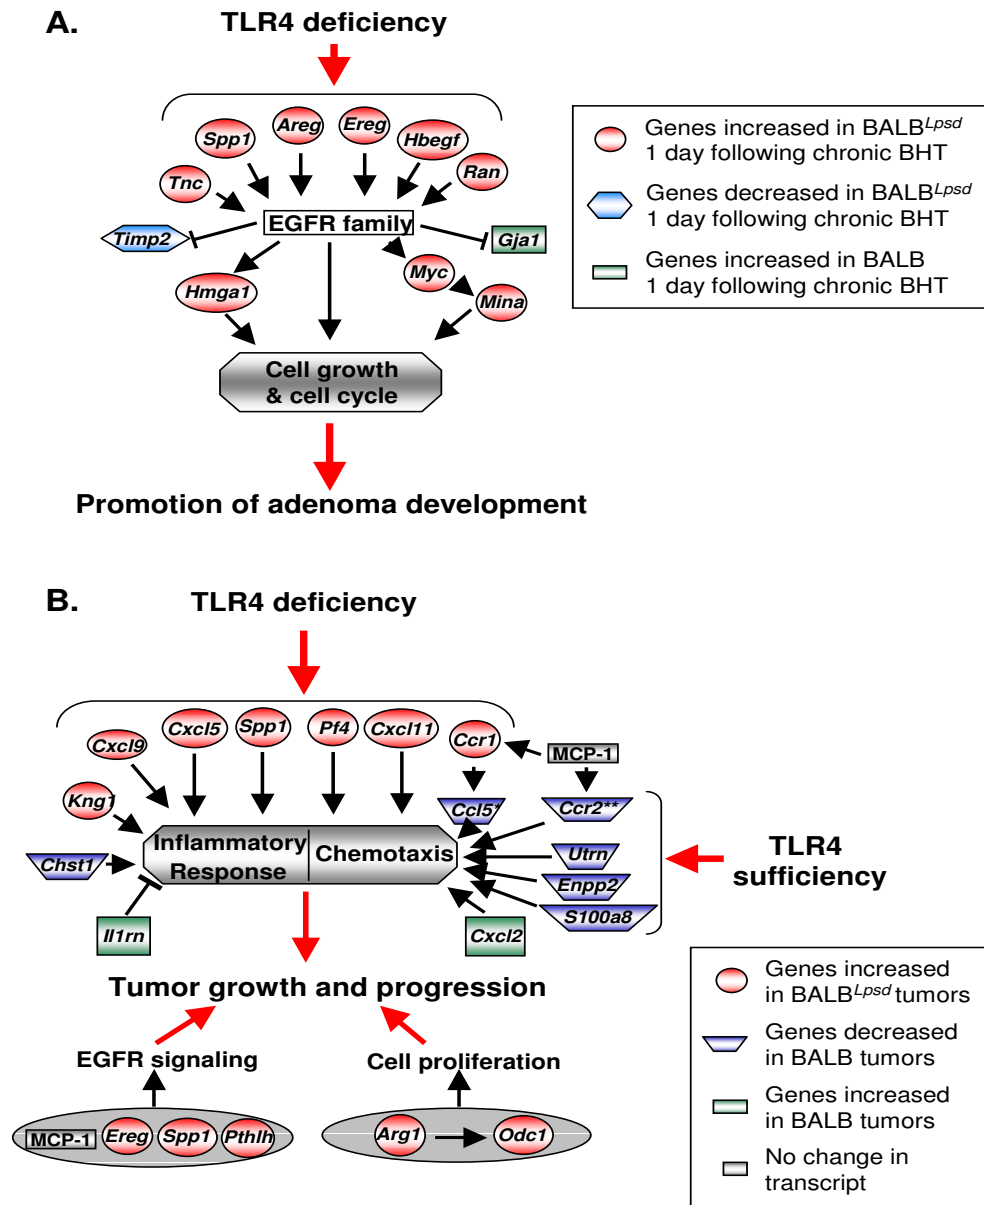 A.
TLR4 deficiency
Spp1
Areg
Ereg
Hbegf
Tnc
Ran
EGFR family
Timp2
Gja1
Hmga1
Myc
Mina
Cell growth
& cell cycle
Promotion of adenoma development
Genes increased in BALBLpsd
1 day following chronic BHT
Genes decreased in BALBLpsd
1 day following chronic BHT
Genes increased in BALB
1 day following chronic BHT
B.
TLR4 deficiency
Cxcl9
Cxcl5
Spp1
Pf4
Cxcl11
Ccr1
MCP-1
Kng1
Ccl5*
Ccr2**
Chst1
Inflammatory
Response
Chemotaxis
Utrn
Enpp2
S100a8
TLR4
sufficiency
Il1rn
Cxcl2
Tumor growth and progression
EGFR signaling
Cell proliferation
MCP-1
Ereg
Spp1
Pthlh
Arg1
Odc1
Genes increased
in BALBLpsd tumors
Genes decreased
in BALB tumors
Genes increased
in BALB tumors
No change in
transcript